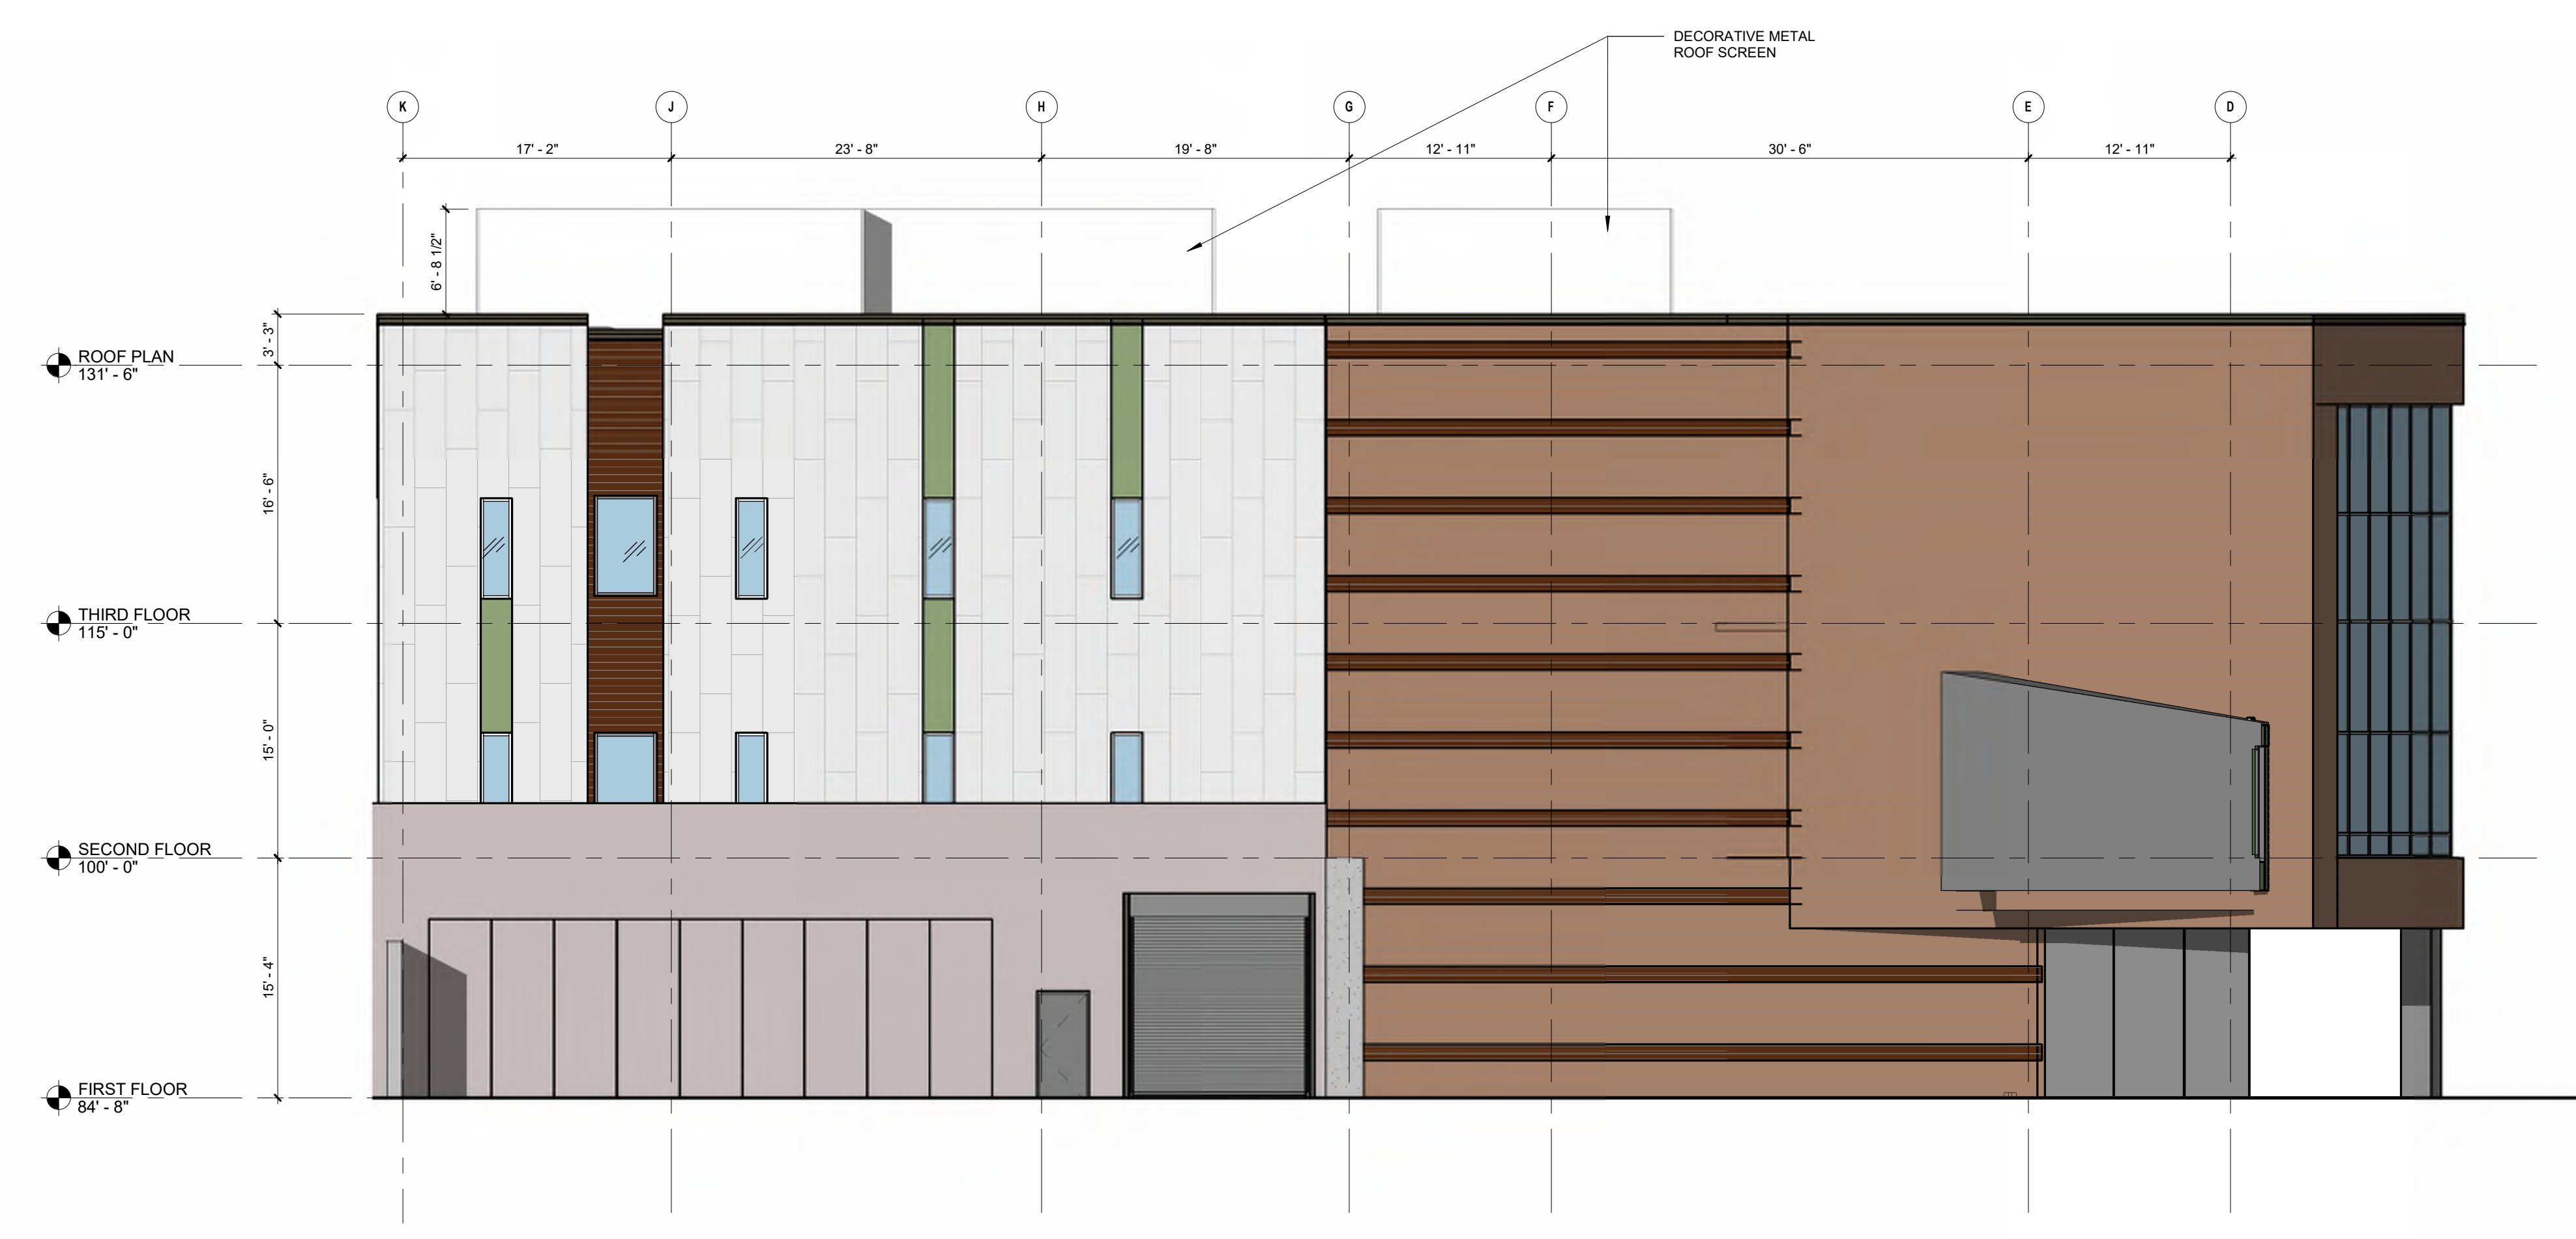 DECORATIVE METAL
ROOF SCREEN
K
J
H
G
F
E
D
17' - 2"
23' - 8"
19' - 8"
12' - 11"
30' - 6"
12' - 11"
6' - 8 1/2"
3' - 3"
ROOF PLAN
131' - 6"
16' - 6"
THIRD FLOOR
115' - 0"
15' - 0"
SECOND FLOOR
100' - 0"
15' - 4"
FIRST FLOOR
84' - 8"